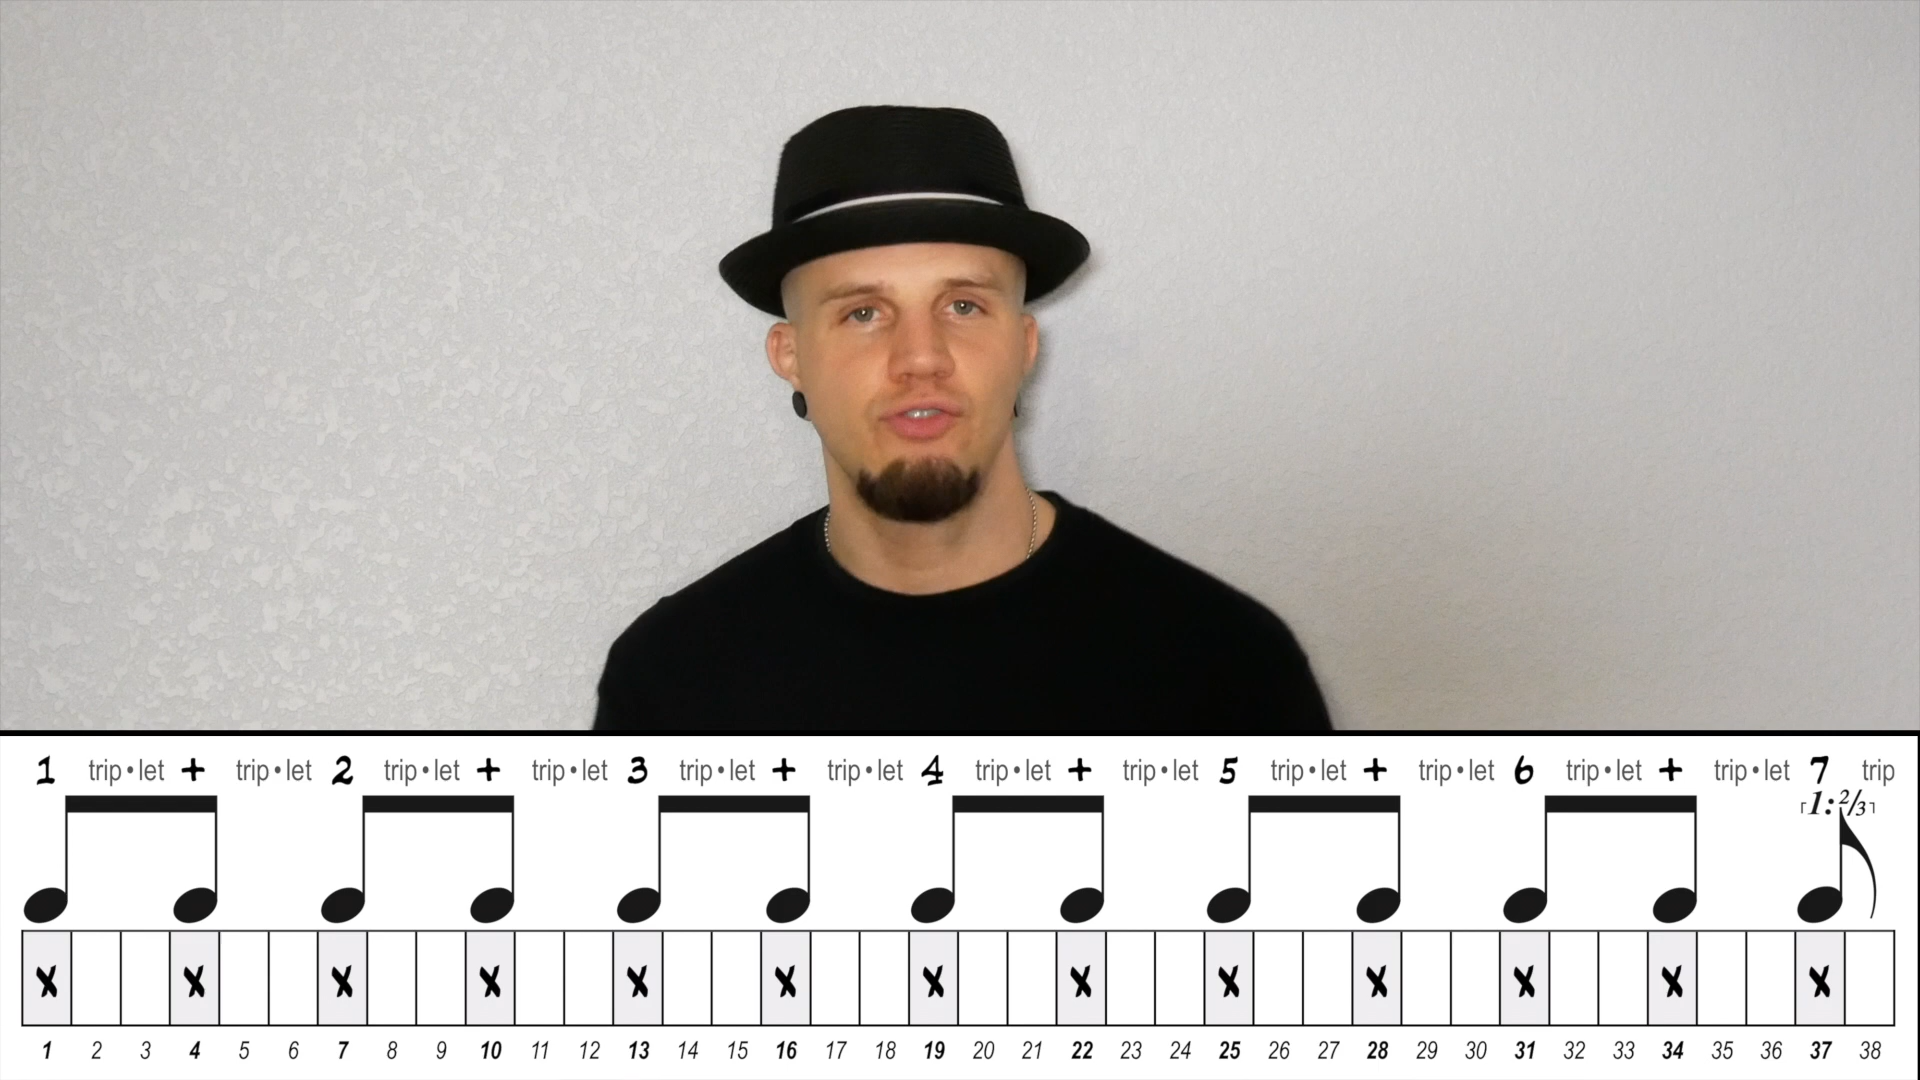 1 trip•let + trip•let 2 trip•let + trip•let 3 trip•let + trip•let 4 trip•let + trip•let 5 trip•let + trip•let 6 trip•let + trip•let 7 trip
1:⅔
x x x x x x x x x x x x x
1 2 3 4 5 6 7 8 9 10 11 12 13 14 15 16 17 18 19 20 21 22 23 24 25 26 27 28 29 30 31 32 33 34 35 36 37 38